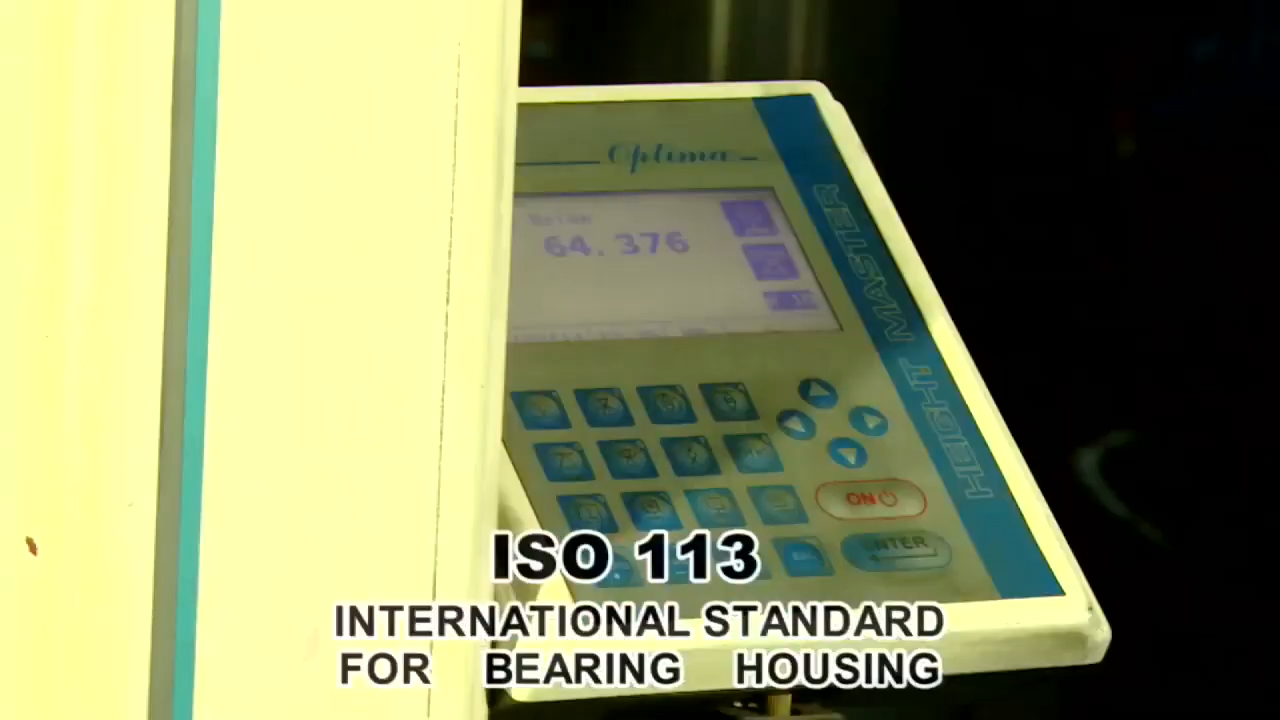 Optima
64.376
HEIGHT MASTER
ON
ENTER
ISO 113
INTERNATIONAL STANDARD
FOR BEARING HOUSING